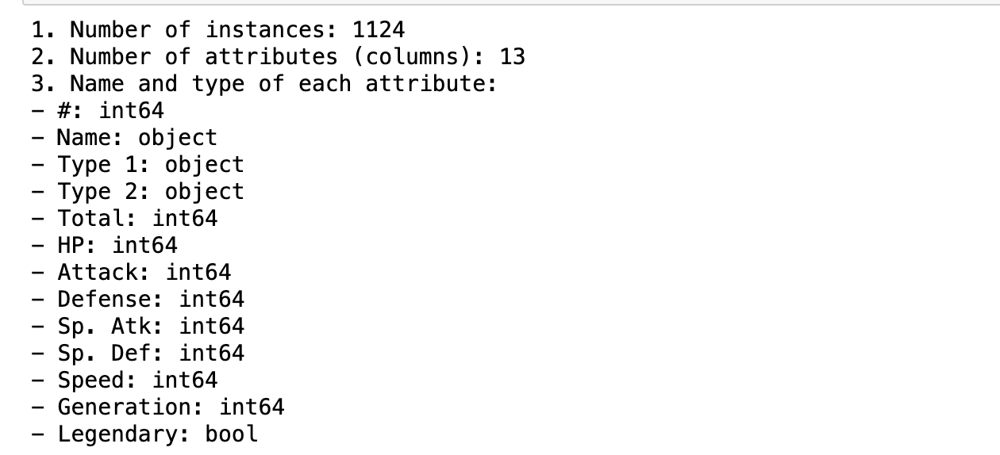 1. Number of instances: 1124
2. Number of attributes (columns): 13
3. Name and type of each attribute:
– #: int64
– Name: object
– Type 1: object
– Type 2: object
– Total: int64
– HP: int64
– Attack: int64
– Defense: int64
– Sp. Atk: int64
– Sp. Def: int64
– Speed: int64
– Generation: int64
– Legendary: bool